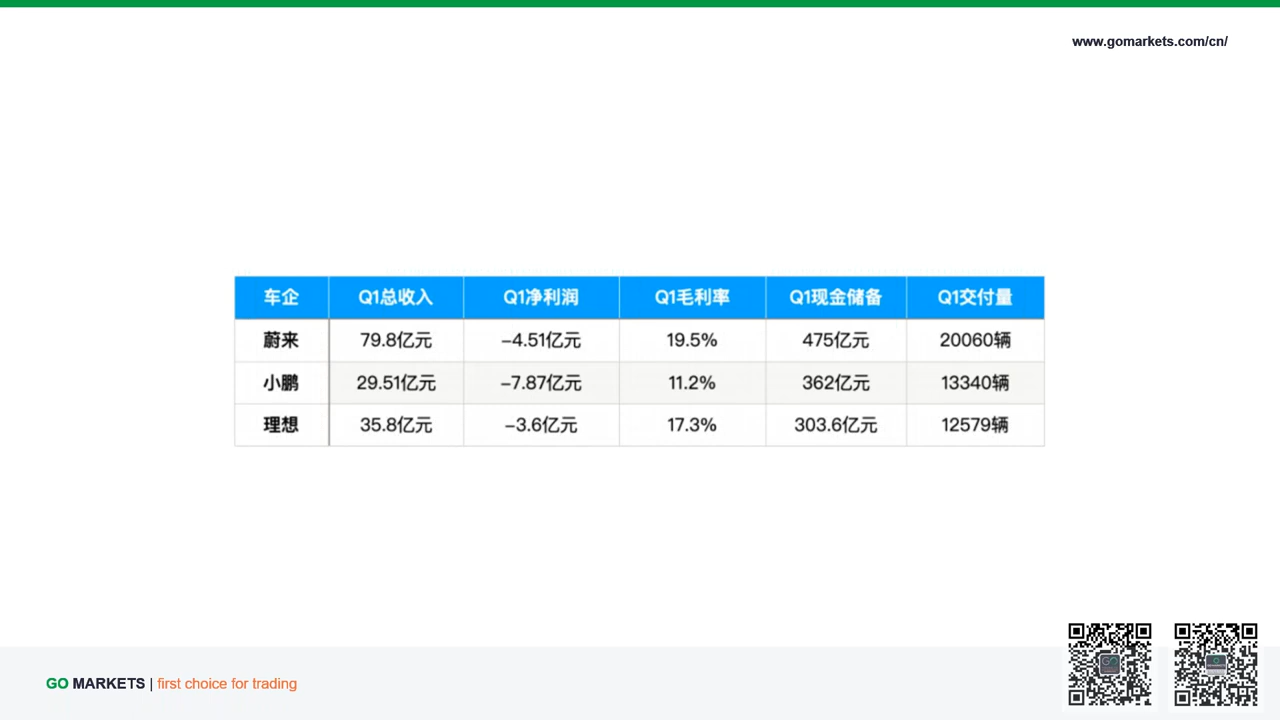 www.gomarkets.com/cn/
车企 Q1总收入 Q1净利润 Q1毛利率 Q1现金储备 Q1交付量
蔚来 79.8亿元 −4.51亿元 19.5% 475亿元 20060辆
小鹏 29.51亿元 −7.87亿元 11.2% 362亿元 13340辆
理想 35.8亿元 −3.6亿元 17.3% 303.6亿元 12579辆
GO MARKETS | first choice for trading